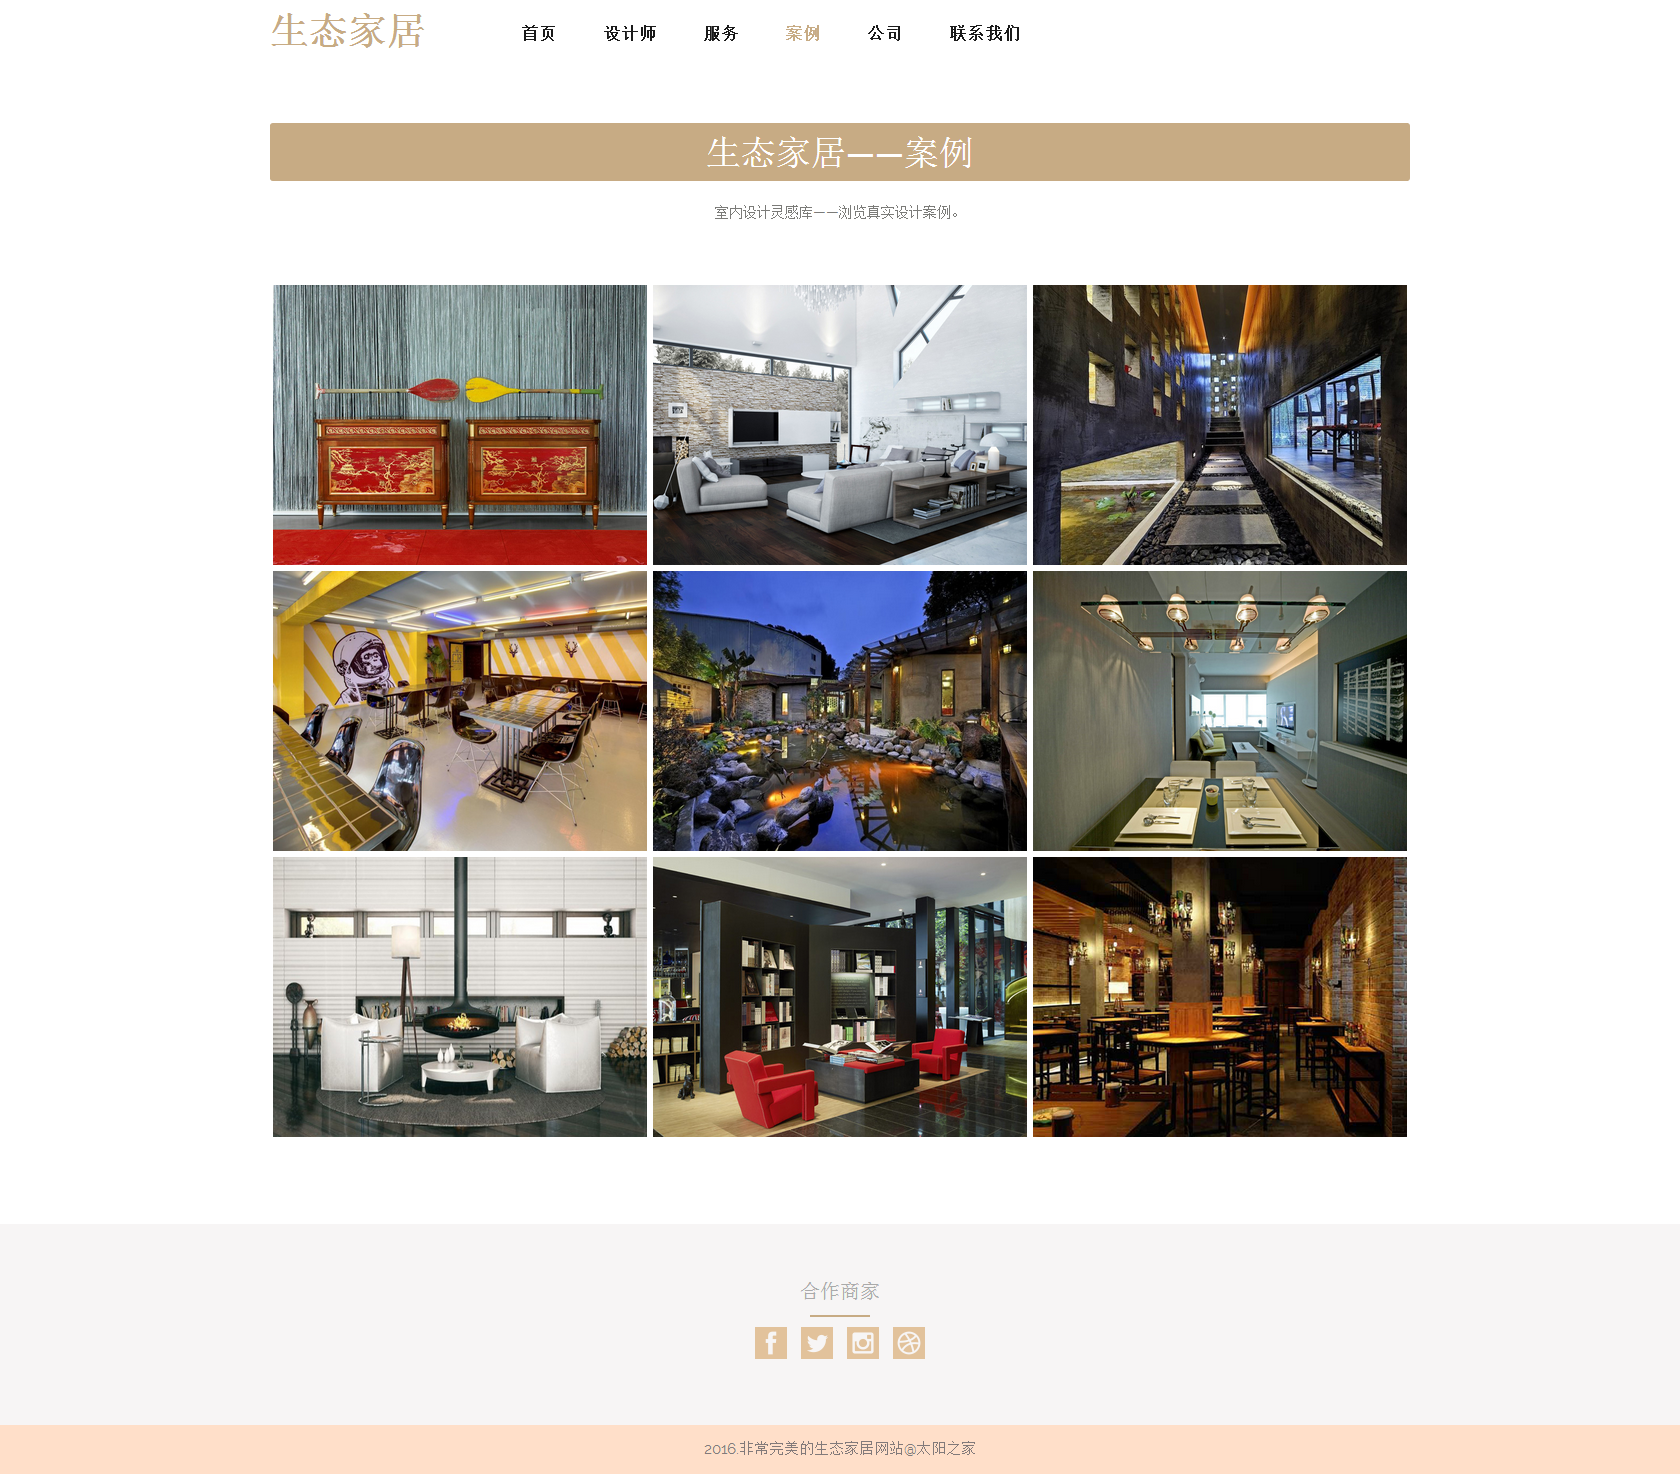 生态家居
首页 设计师 服务 案例 公司 联系我们
生态家居——案例
室内设计灵感库——浏览真实设计案例。
合作商家
2016.非常完美的生态家居网站@太阳之家